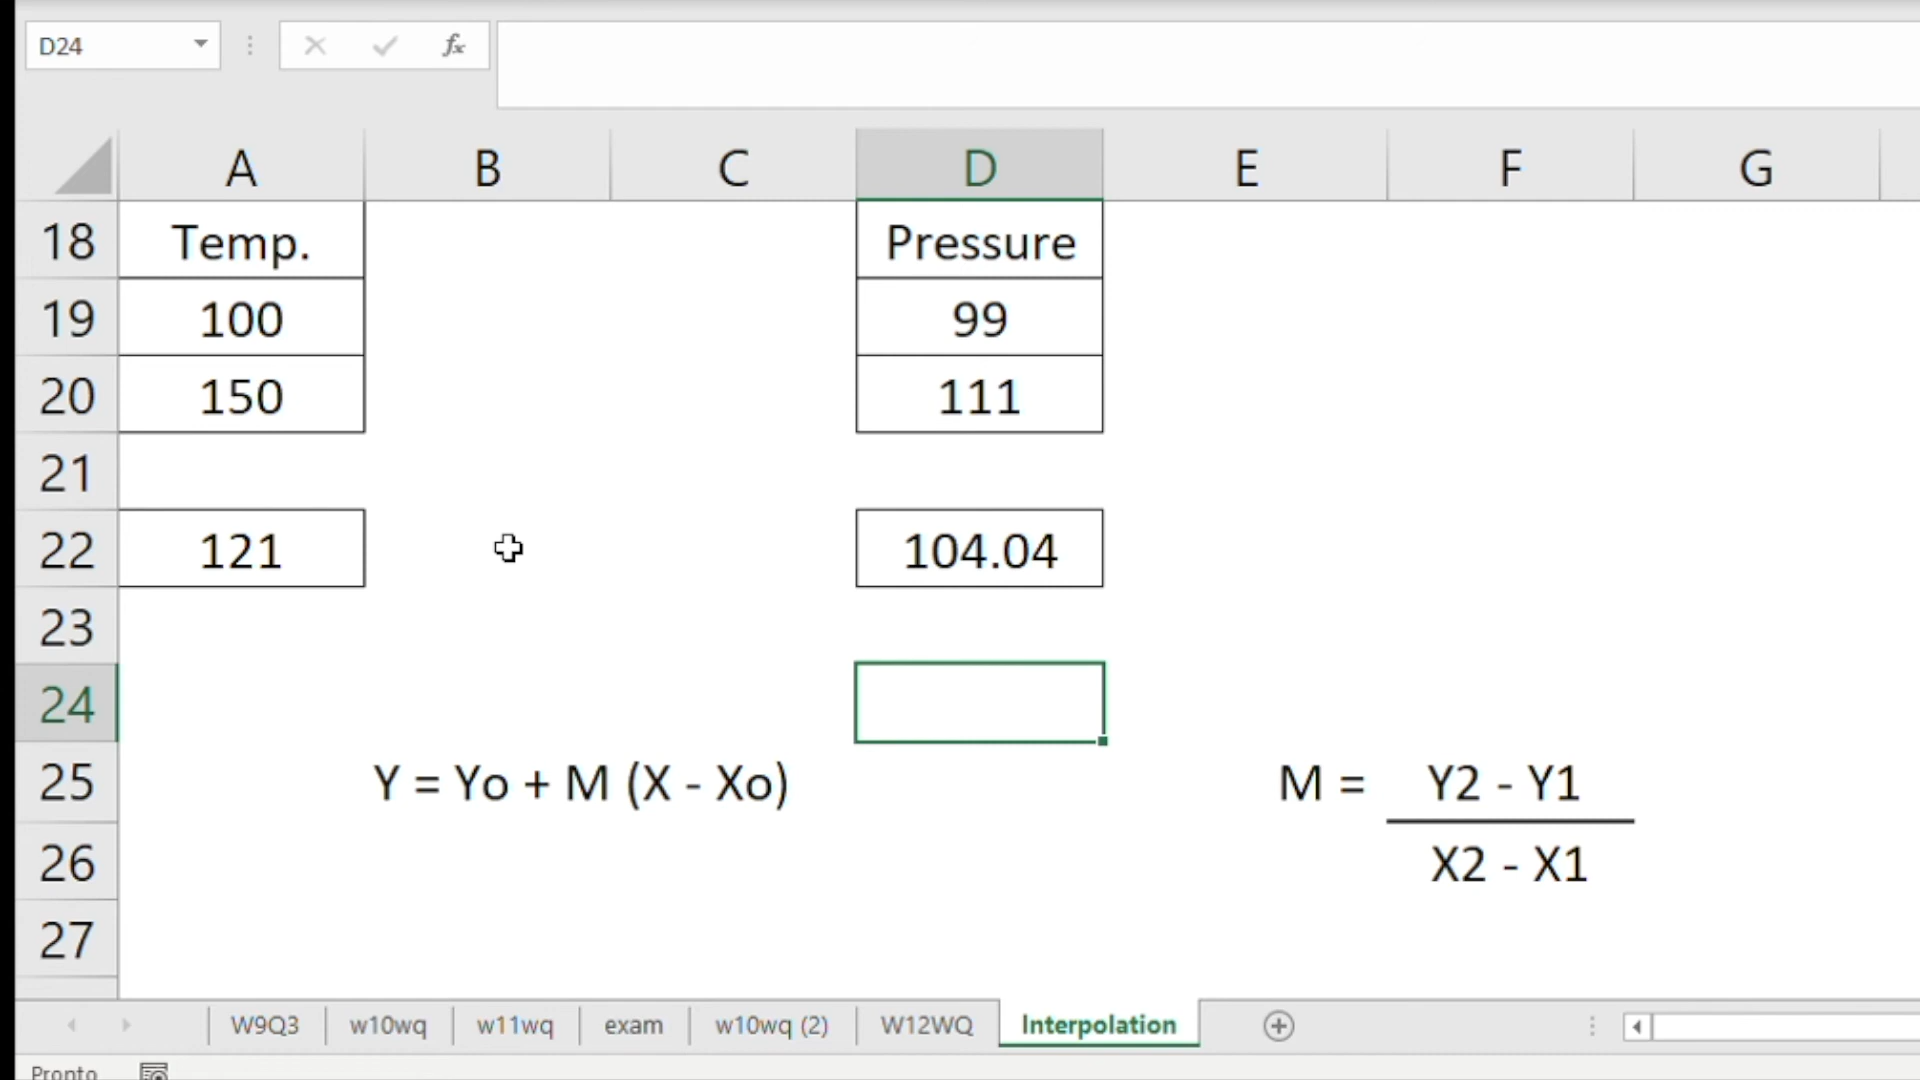 D24 fx
A B C D E F G
18 Temp. Pressure
19 100 99
20 150 111
21
22 121 104.04
23
24
25 Y = Yo + M (X - Xo) M = Y2 - Y1
26 X2 - X1
27
W9Q3 w10wq w11wq exam w10wq (2) W12WQ Interpolation
Pronto